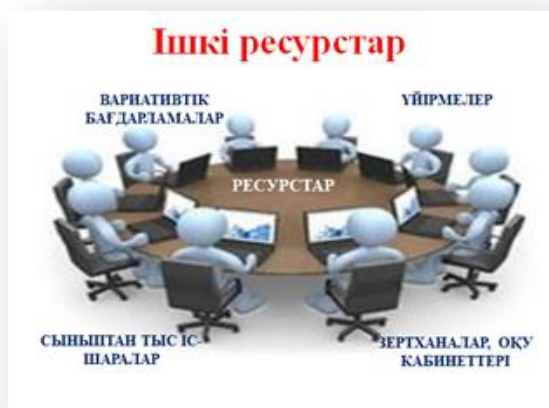 Ішкі ресурстар
ВАРИАТИВТІК
БАҒДАРЛАМАЛАР
ҮЙІРМЕЛЕР
РЕСУРСТАР
СЫНЫПТАН ТЫС ІС-
ШАРАЛАР
ЗЕРТХАНАЛАР, ОҚУ
КАБИНЕТТЕРІ